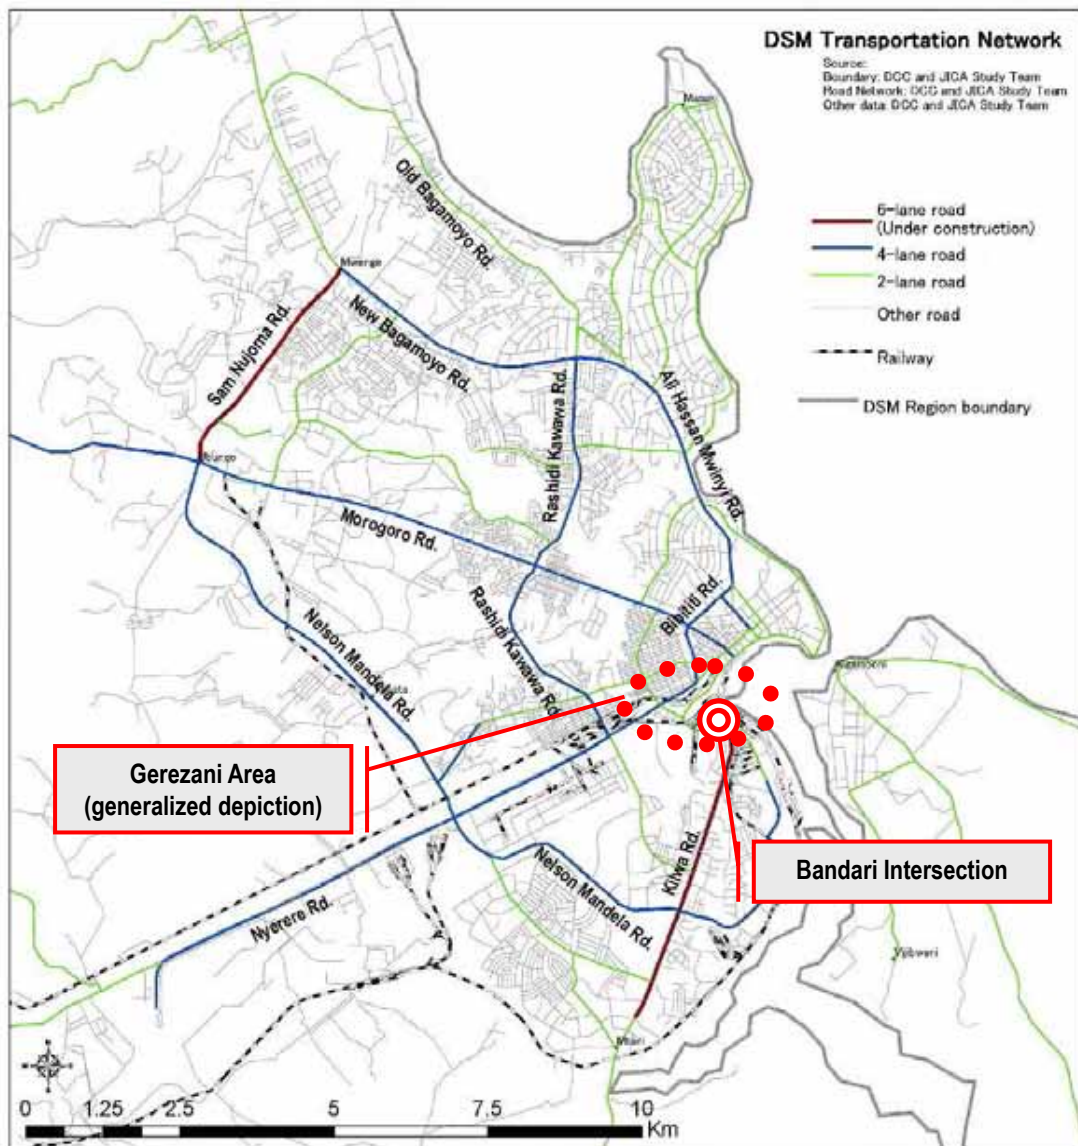 DSM Transportation Network
Source:
Boundary: DCC and JICA Study Team
Road Network: DCC and JICA Study Team
Other data: DCC and JICA Study Team
6-lane road
(Under construction)
4-lane road
2-lane road
Other road
Railway
DSM Region boundary
Old Bagamoyo Rd.
Mwenge
New Bagamoyo Rd.
Sam Nujoma Rd.
Ubungo
Rashidi Kawawa Rd.
Ali Hassan Mwinyi Rd.
Morogoro Rd.
Bibititi Rd.
Rashidi Kawawa Rd.
Nelson Mandela Rd.
Kigamboni
Gerezani Area
(generalized depiction)
Bandari Intersection
Kilwa Rd.
Nelson Mandela Rd.
Nyerere Rd.
0 1.25 2.5 5 7.5 10
Km